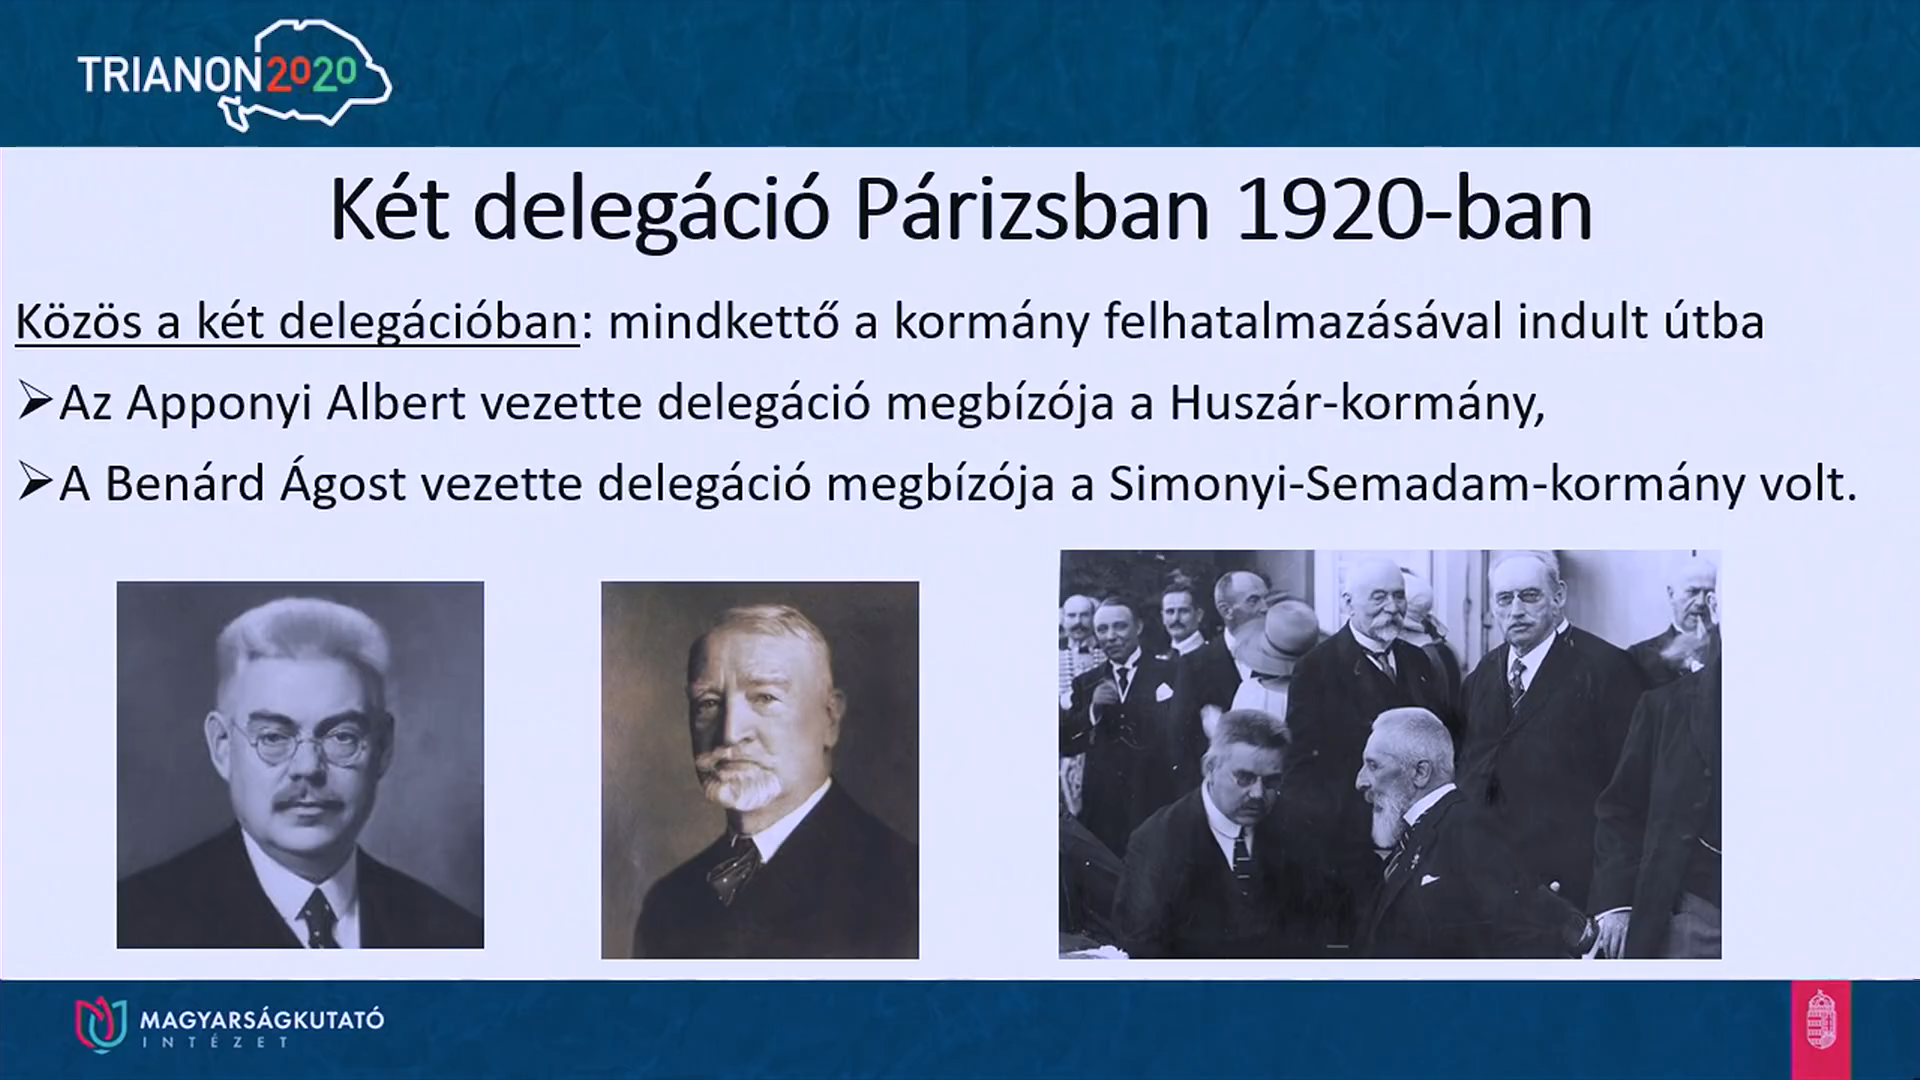 TRIANON2020
Két delegáció Párizsban 1920-ban
Közös a két delegációban: mindkettő a kormány felhatalmazásával indult útba
➢Az Apponyi Albert vezette delegáció megbízója a Huszár-kormány,
➢A Benárd Ágost vezette delegáció megbízója a Simonyi-Semadam-kormány volt.
MAGYARSÁGKUTATÓ
INTÉZET